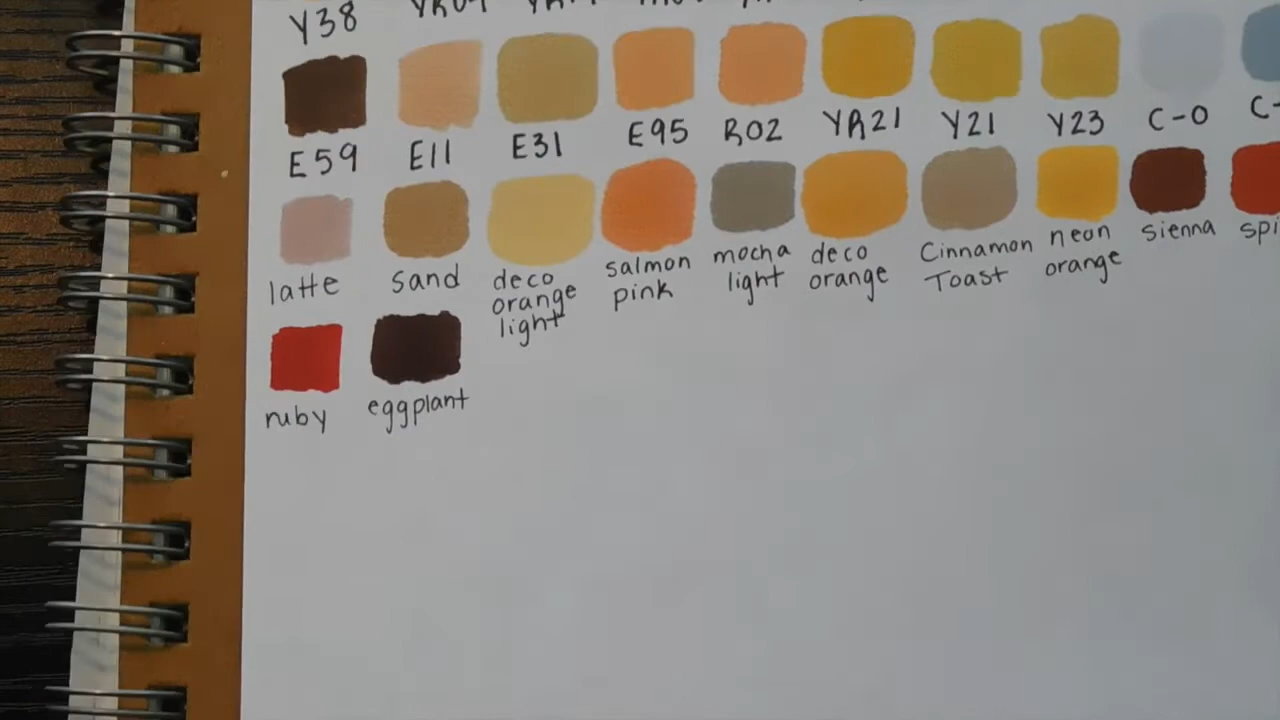 Y38
E59 E11 E31 E95 R02 YR21 Y21 Y23 C-0
latte sand deco orange light salmon pink mocha light deco orange Cinnamon Toast neon orange sienna
ruby eggplant